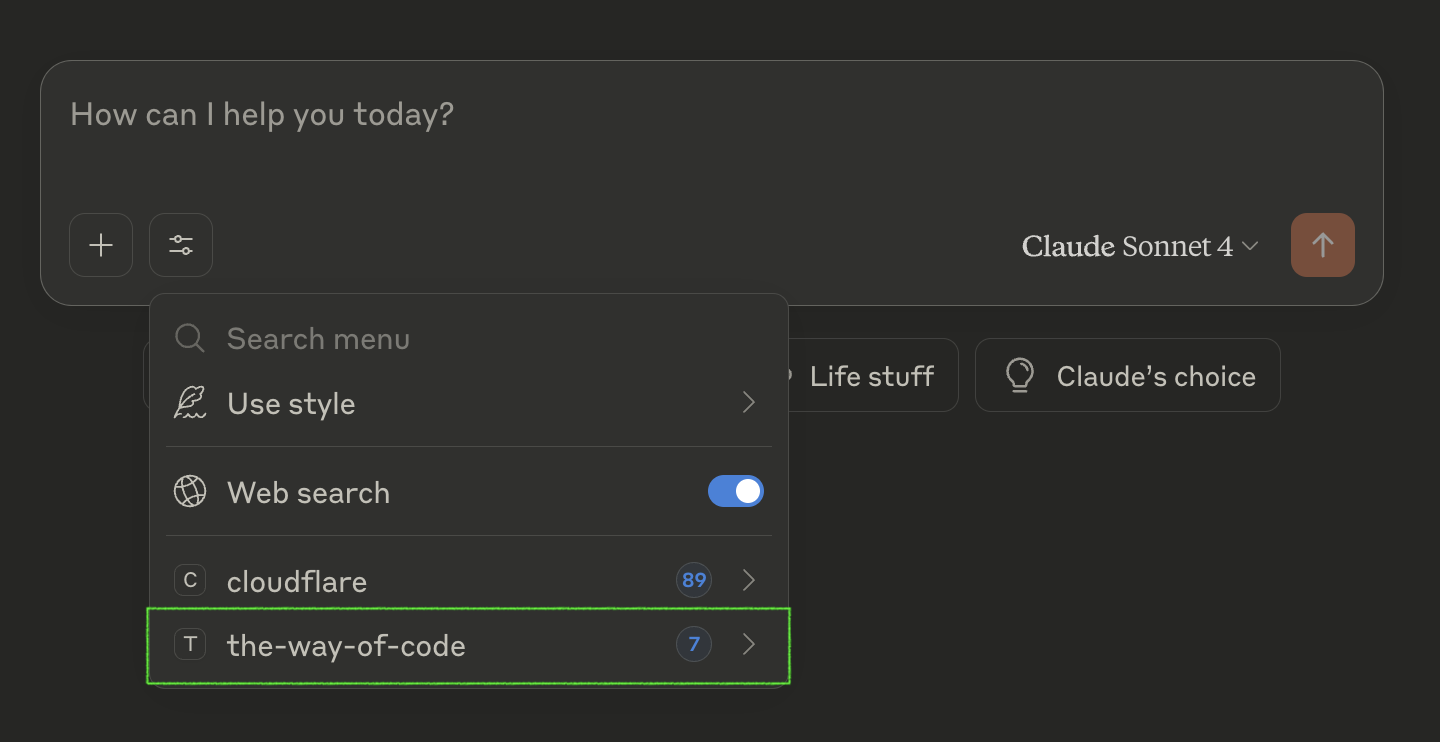 How can I help you today?
Claude Sonnet 4
Search menu
Use style
Life stuff
Claude's choice
Web search
C cloudflare 89
T the-way-of-code 7